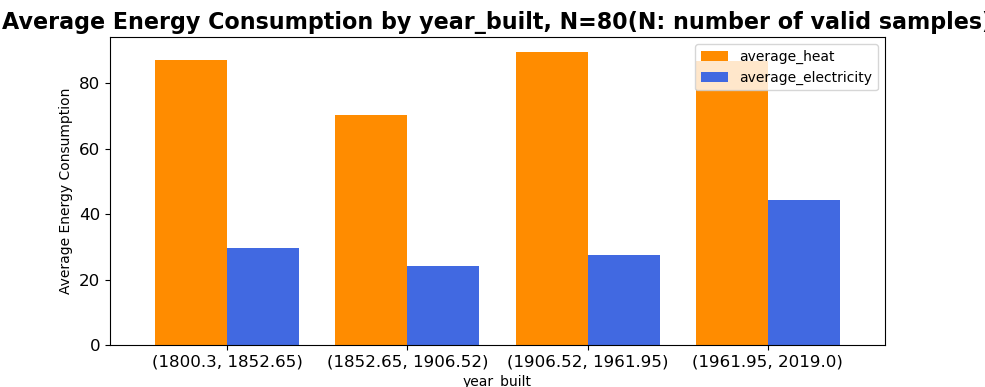 Average Energy Consumption by year_built, N=80(N: number of valid samples)
average_heat
average_electricity
Average Energy Consumption
80
60
40
20
0
(1800.3, 1852.65) (1852.65, 1906.52) (1906.52, 1961.95) (1961.95, 2019.0)
year_built